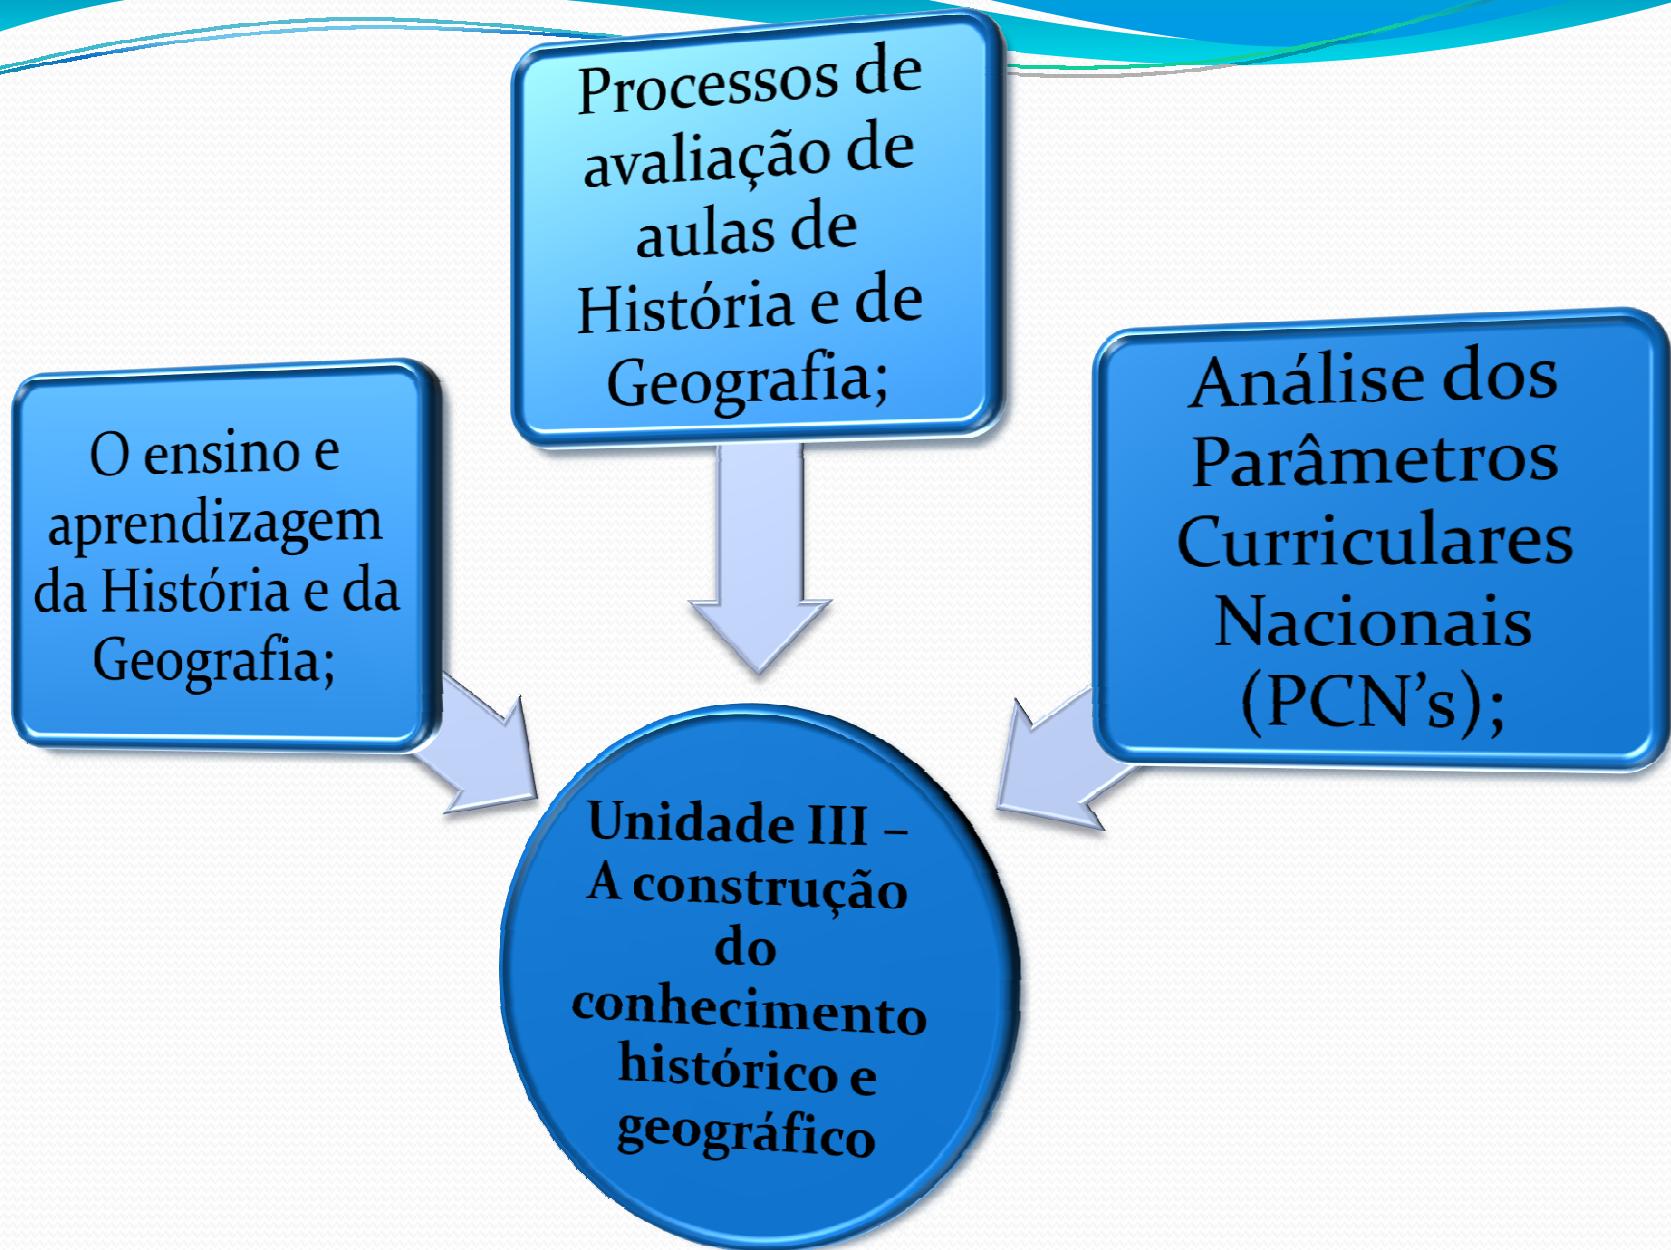 Processos de
avaliação de
aulas de
História e de
Geografia;
O ensino e
aprendizagem
da História e da
Geografia;
Análise dos
Parâmetros
Curriculares
Nacionais
(PCN’s);
Unidade III –
A construção
do
conhecimento
histórico e
geográfico